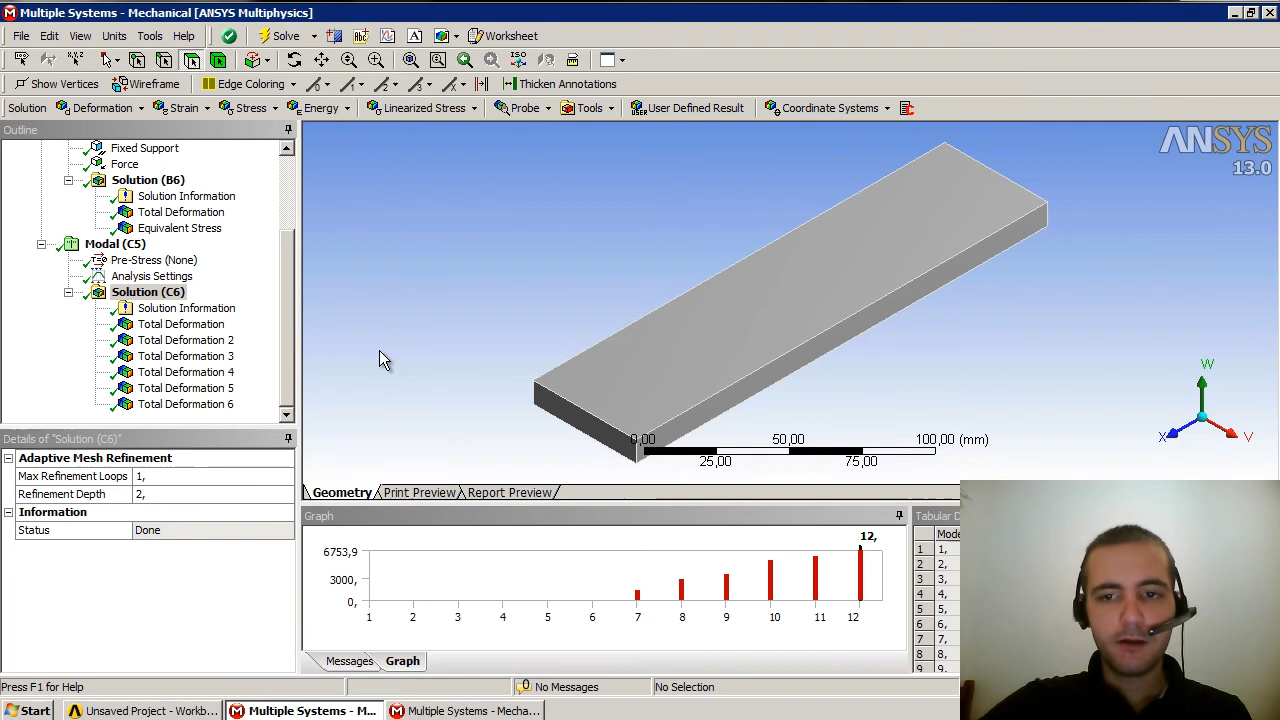 Multiple Systems - Mechanical [ANSYS Multiphysics]
File Edit View Units Tools Help Solve Worksheet
Show Vertices Wireframe Edge Coloring Thicken Annotations
Solution Deformation Strain Stress Energy Linearized Stress Probe Tools User Defined Result Coordinate Systems
Outline
Fixed Support
Force
Solution (B6)
Solution Information
Total Deformation
Equivalent Stress
Modal (C5)
Pre-Stress (None)
Analysis Settings
Solution (C6)
Solution Information
Total Deformation
Total Deformation 2
Total Deformation 3
Total Deformation 4
Total Deformation 5
Total Deformation 6
Details of "Solution (C6)"
Adaptive Mesh Refinement
Max Refinement Loops 1,
Refinement Depth 2,
Information
Status Done
ANSYS
13.0
W
X
V
0,00 50,00 100,00 (mm)
25,00 75,00
Geometry Print Preview Report Preview
Graph
12,
6753,9
3000,
0,
1 2 3 4 5 6 7 8 9 10 11 12
Messages Graph
Tabular D
Mode
1 1,
2 2,
3 3,
4 4,
5 5,
6 6,
7 7,
8 8,
9 9,
Press F1 for Help No Messages No Selection
Start Unsaved Project - Workb... Multiple Systems - M... Multiple Systems - Mecha...